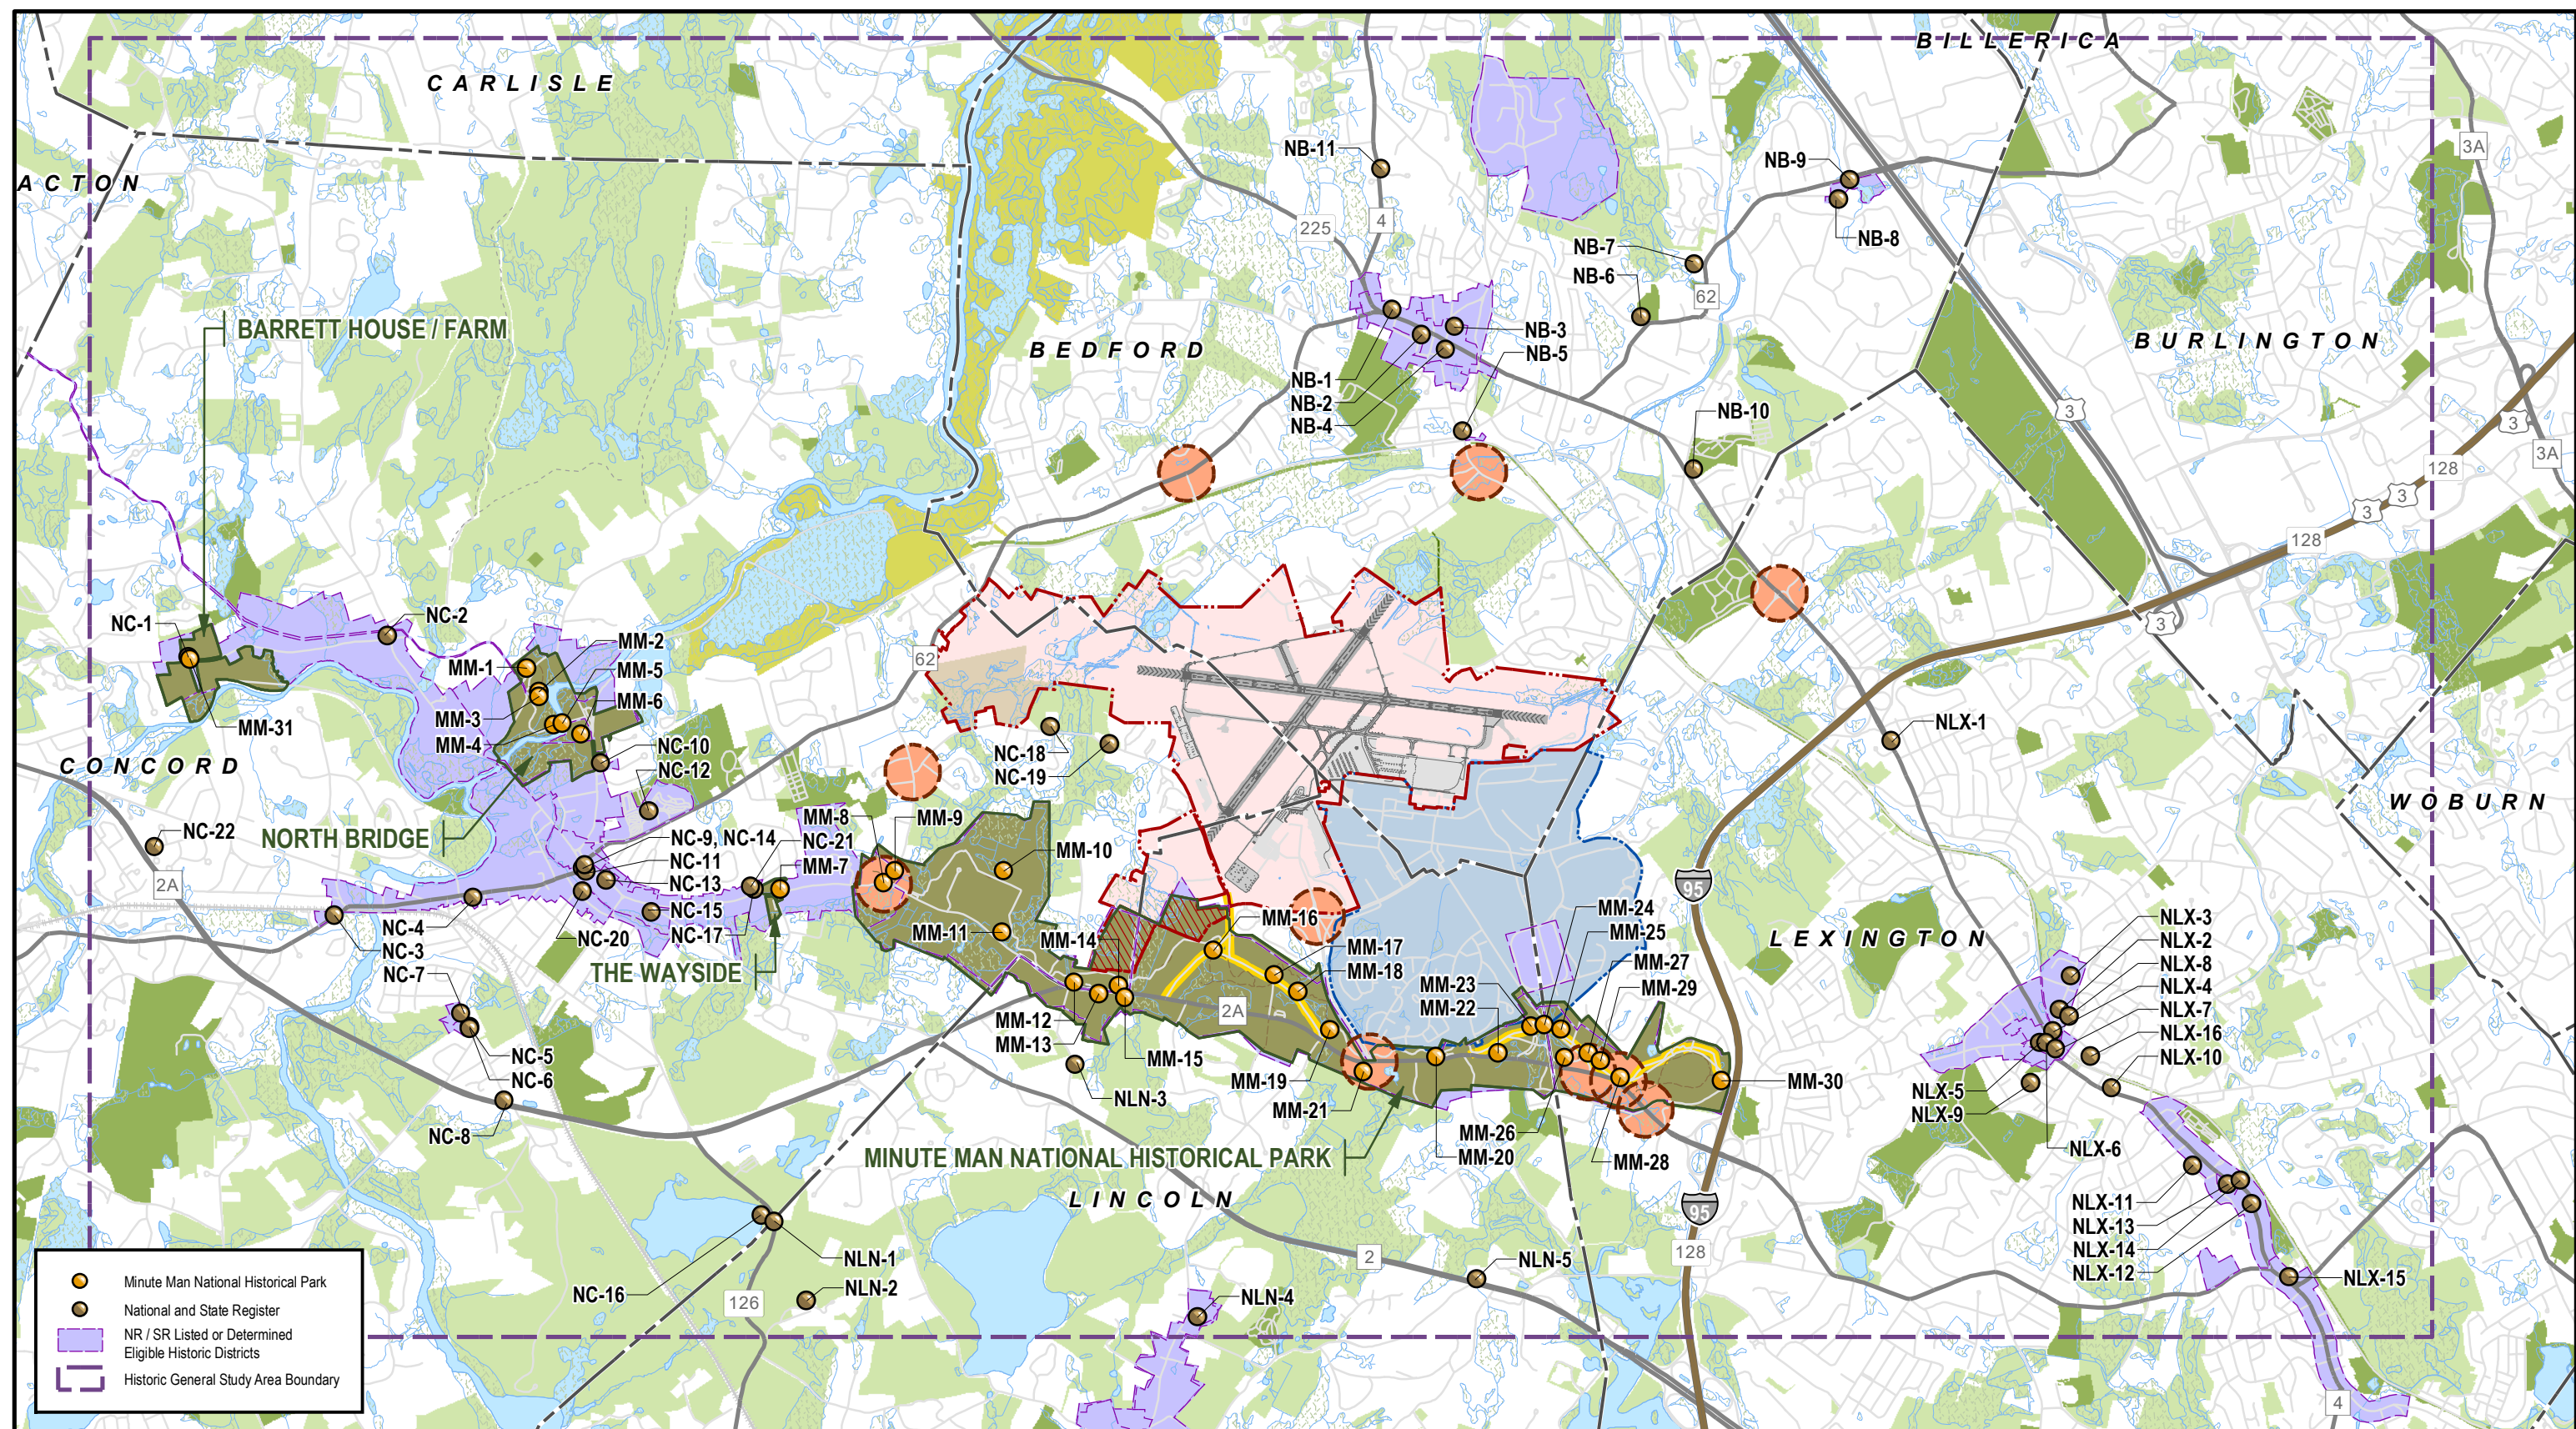 BILLERICA
CARLISLE
3A
NB-11
NB-9
ACTON
4
225
NB-8
NB-7
NB-6
62
BARRETT HOUSE / FARM
NB-3
BEDFORD
NB-5
BURLINGTON
NB-1
NB-2
NB-4
NB-10
3
3
3A
128
3
3
128
NC-1
NC-2
MM-2
MM-1
MM-5
62
MM-6
MM-3
MM-4
MM-31
NC-10
NC-18
NLX-1
CONCORD
NC-12
NC-19
3
WOBURN
MM-8
MM-9
NC-22
NORTH BRIDGE
NC-9, NC-14
NC-21
MM-10
NC-11
MM-7
2A
NC-13
95
MM-24
NC-15
MM-16
NLX-3
NC-4
NC-17
MM-11
MM-14
MM-25
LEXINGTON
NLX-2
NC-3
NC-20
MM-17
MM-27
NLX-8
NC-7
THE WAYSIDE
MM-18
MM-23
MM-29
NLX-4
2A
MM-22
NLX-7
MM-12
NLX-16
MM-13
NC-5
MM-15
NLX-10
NC-6
MM-19
MM-30
NLX-5
NLN-3
MM-21
NLX-9
NC-8
MM-26
NLX-6
MINUTE MAN NATIONAL HISTORICAL PARK
MM-20
MM-28
LINCOLN
95
NLX-11
NLX-13
NLN-1
2
128
NLX-14
NLN-5
NLX-12
NLX-15
NC-16
126
NLN-2
NLN-4
4
Minute Man National Historical Park
National and State Register
NR / SR Listed or Determined
Eligible Historic Districts
Historic General Study Area Boundary